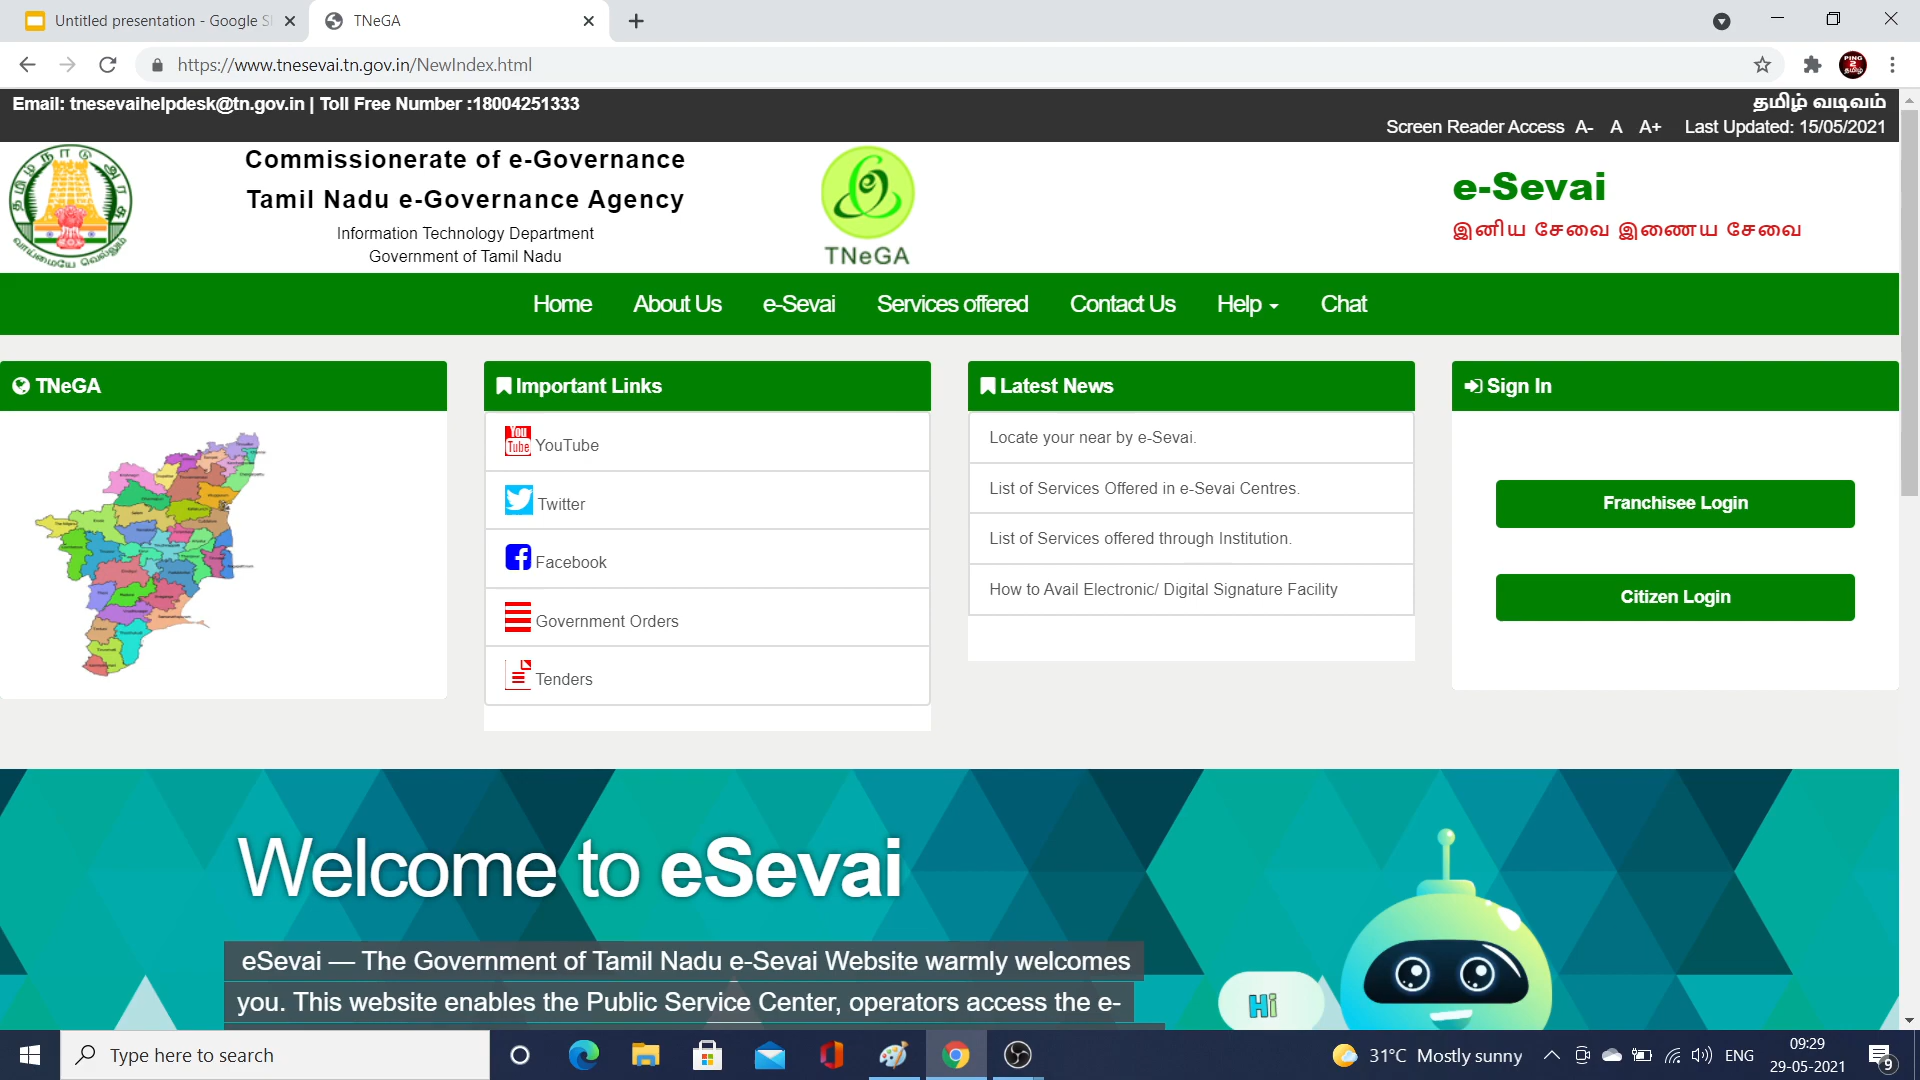 Untitled presentation - Google Sl
TNeGA
https://www.tnesevai.tn.gov.in/NewIndex.html
Email: tnesevaihelpdesk@tn.gov.in | Toll Free Number :18004251333
தமிழ் வடிவம்
Screen Reader Access A- A A+ Last Updated: 15/05/2021
Commissionerate of e-Governance
Tamil Nadu e-Governance Agency
Information Technology Department
Government of Tamil Nadu
TNeGA
e-Sevai
இனிய சேவை இணைய சேவை
Home About Us e-Sevai Services offered Contact Us Help Chat
TNeGA
Important Links
YouTube
Twitter
Facebook
Government Orders
Tenders
Latest News
Locate your near by e-Sevai.
List of Services Offered in e-Sevai Centres.
List of Services offered through Institution.
How to Avail Electronic/ Digital Signature Facility
Sign In
Franchisee Login
Citizen Login
Welcome to eSevai
eSevai — The Government of Tamil Nadu e-Sevai Website warmly welcomes
you. This website enables the Public Service Center, operators access the e-
Hi
Type here to search
31°C Mostly sunny
ENG
09:29
29-05-2021
9